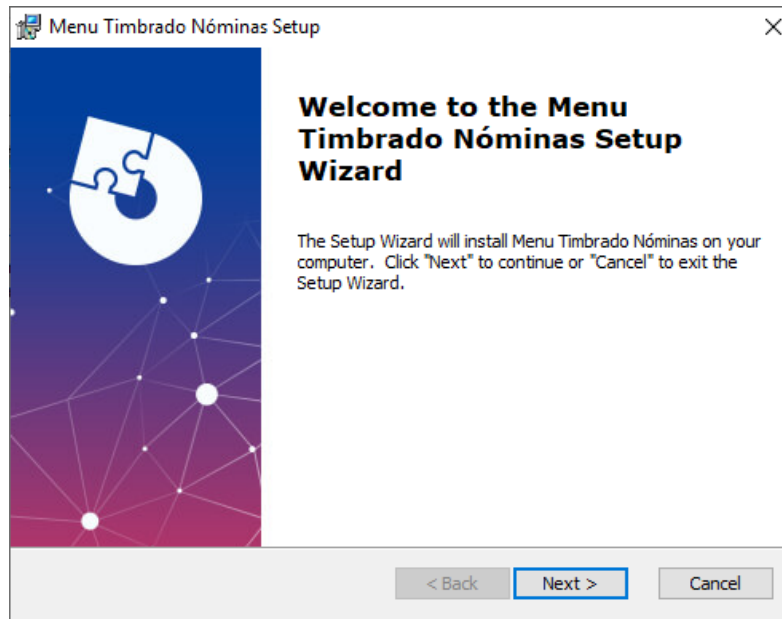 Menu Timbrado Nóminas Setup
Welcome to the Menu
Timbrado Nóminas Setup
Wizard
The Setup Wizard will install Menu Timbrado Nóminas on your
computer. Click "Next" to continue or "Cancel" to exit the
Setup Wizard.
< Back
Next >
Cancel